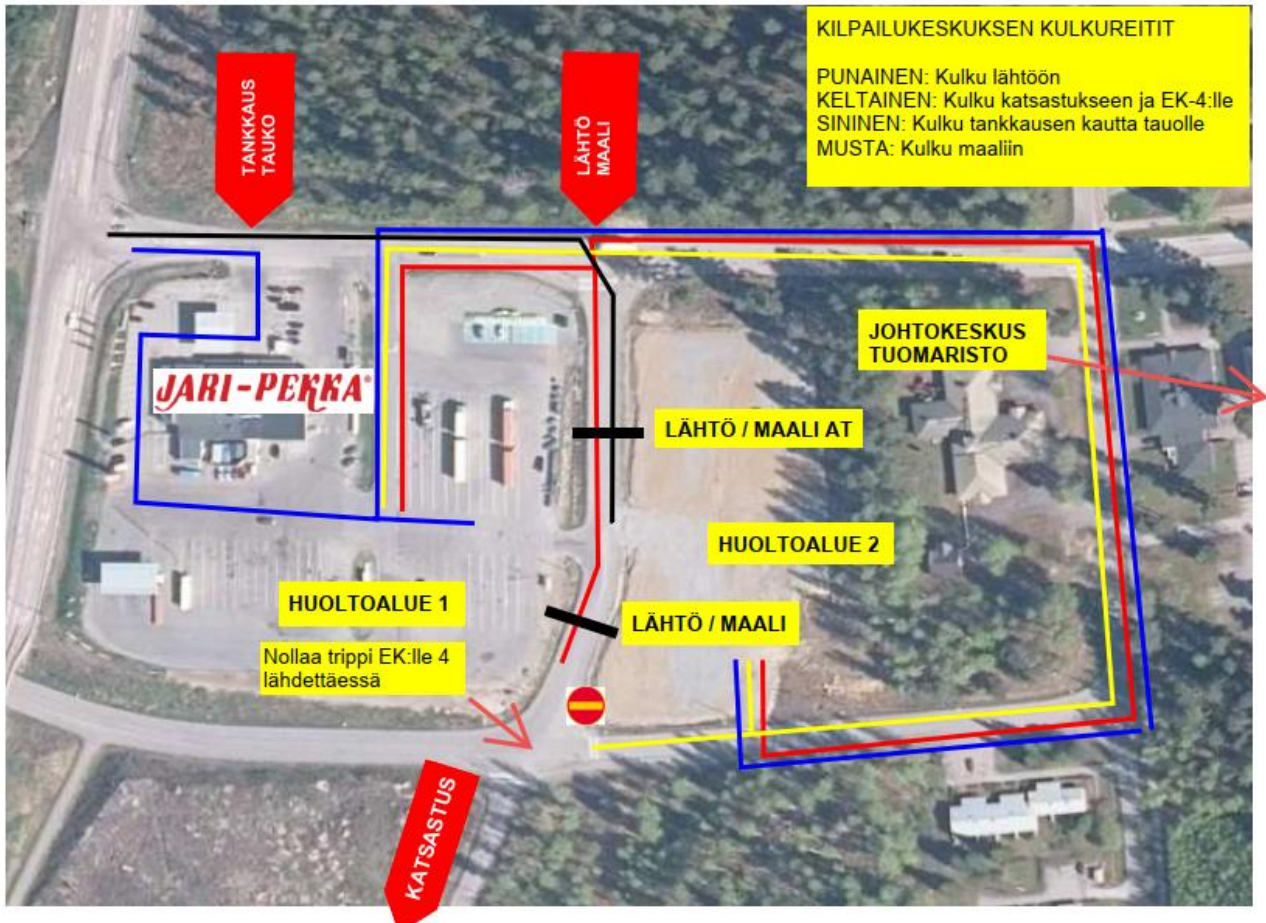 KILPAILUKESKUKSEN KULKUREITIT
PUNAINEN: Kulku lähtöön
KELTAINEN: Kulku katsastukseen ja EK-4:lle
SININEN: Kulku tankkausen kautta tauolle
MUSTA: Kulku maaliin
TANKKAUS
TAUKO
LÄHTÖ
MAALI
JOHTOKESKUS
TUOMARISTO
JARI-PEKKA
LÄHTÖ / MAALI AT
HUOLTOALUE 2
HUOLTOALUE 1
LÄHTÖ / MAALI
Nollaa trippi EK:lle 4
lähdettäessä
KATSASTUS